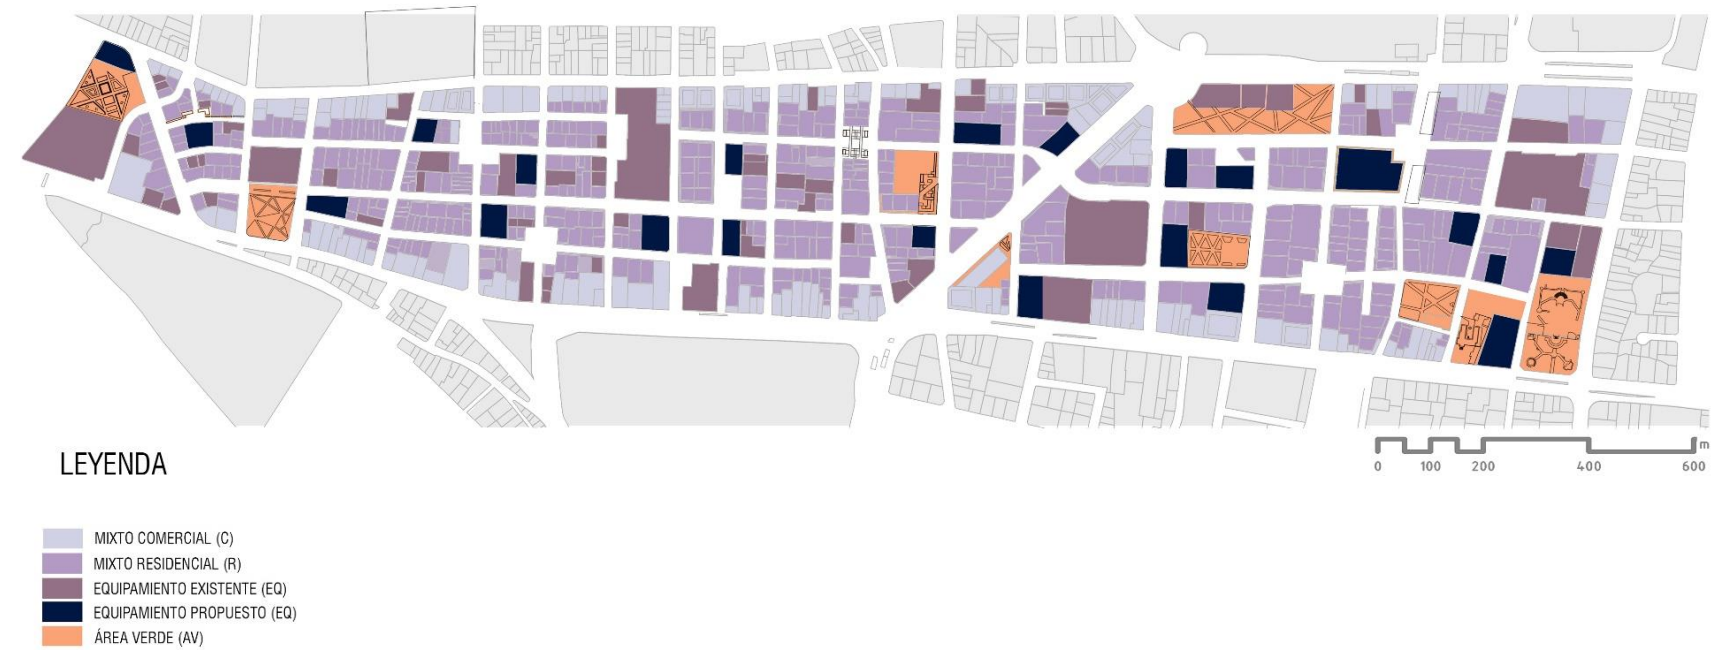 m
0 100 200 400 600
LEYENDA
MIXTO COMERCIAL (C)
MIXTO RESIDENCIAL (R)
EQUIPAMIENTO EXISTENTE (EQ)
EQUIPAMIENTO PROPUESTO (EQ)
ÁREA VERDE (AV)